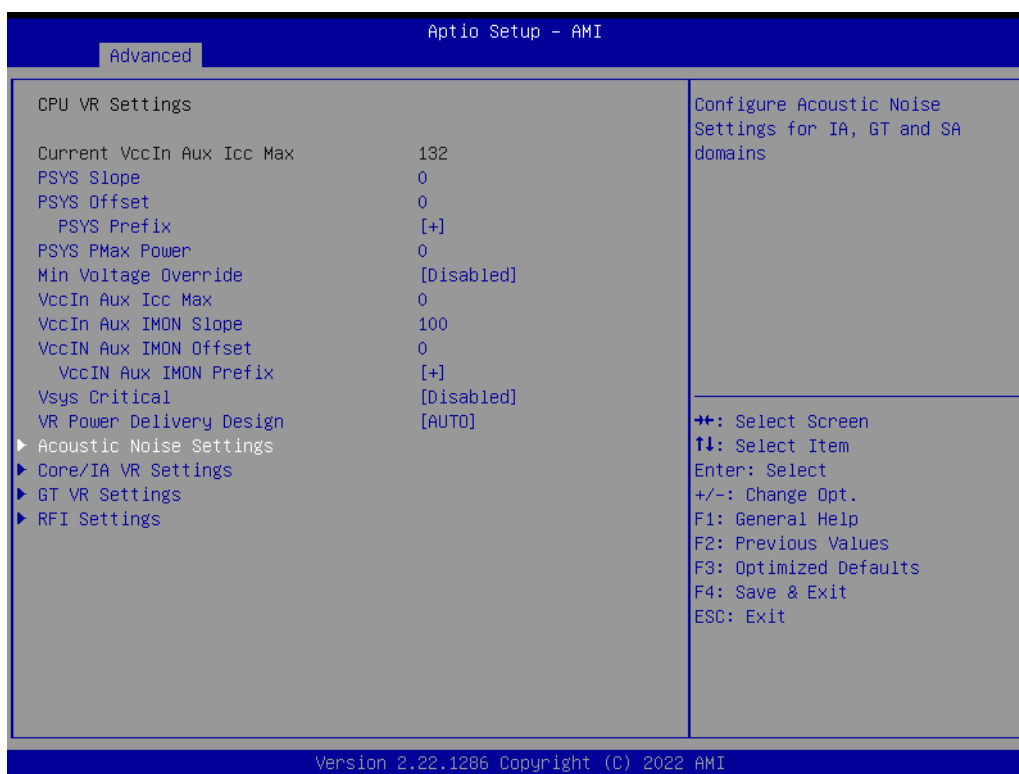 Aptio Setup – AMI
Advanced
CPU VR Settings
Current VccIn Aux Icc Max 132
PSYS Slope 0
PSYS Offset 0
PSYS Prefix [+]
PSYS PMax Power 0
Min Voltage Override [Disabled]
VccIn Aux Icc Max 0
VccIn Aux IMON Slope 100
VccIN Aux IMON Offset 0
VccIN Aux IMON Prefix [+]
Vsys Critical [Disabled]
VR Power Delivery Design [AUTO]
Acoustic Noise Settings
Core/IA VR Settings
GT VR Settings
RFI Settings
Configure Acoustic Noise
Settings for IA, GT and SA
domains
→←: Select Screen
↑↓: Select Item
Enter: Select
+/-: Change Opt.
F1: General Help
F2: Previous Values
F3: Optimized Defaults
F4: Save & Exit
ESC: Exit
Version 2.22.1286 Copyright (C) 2022 AMI